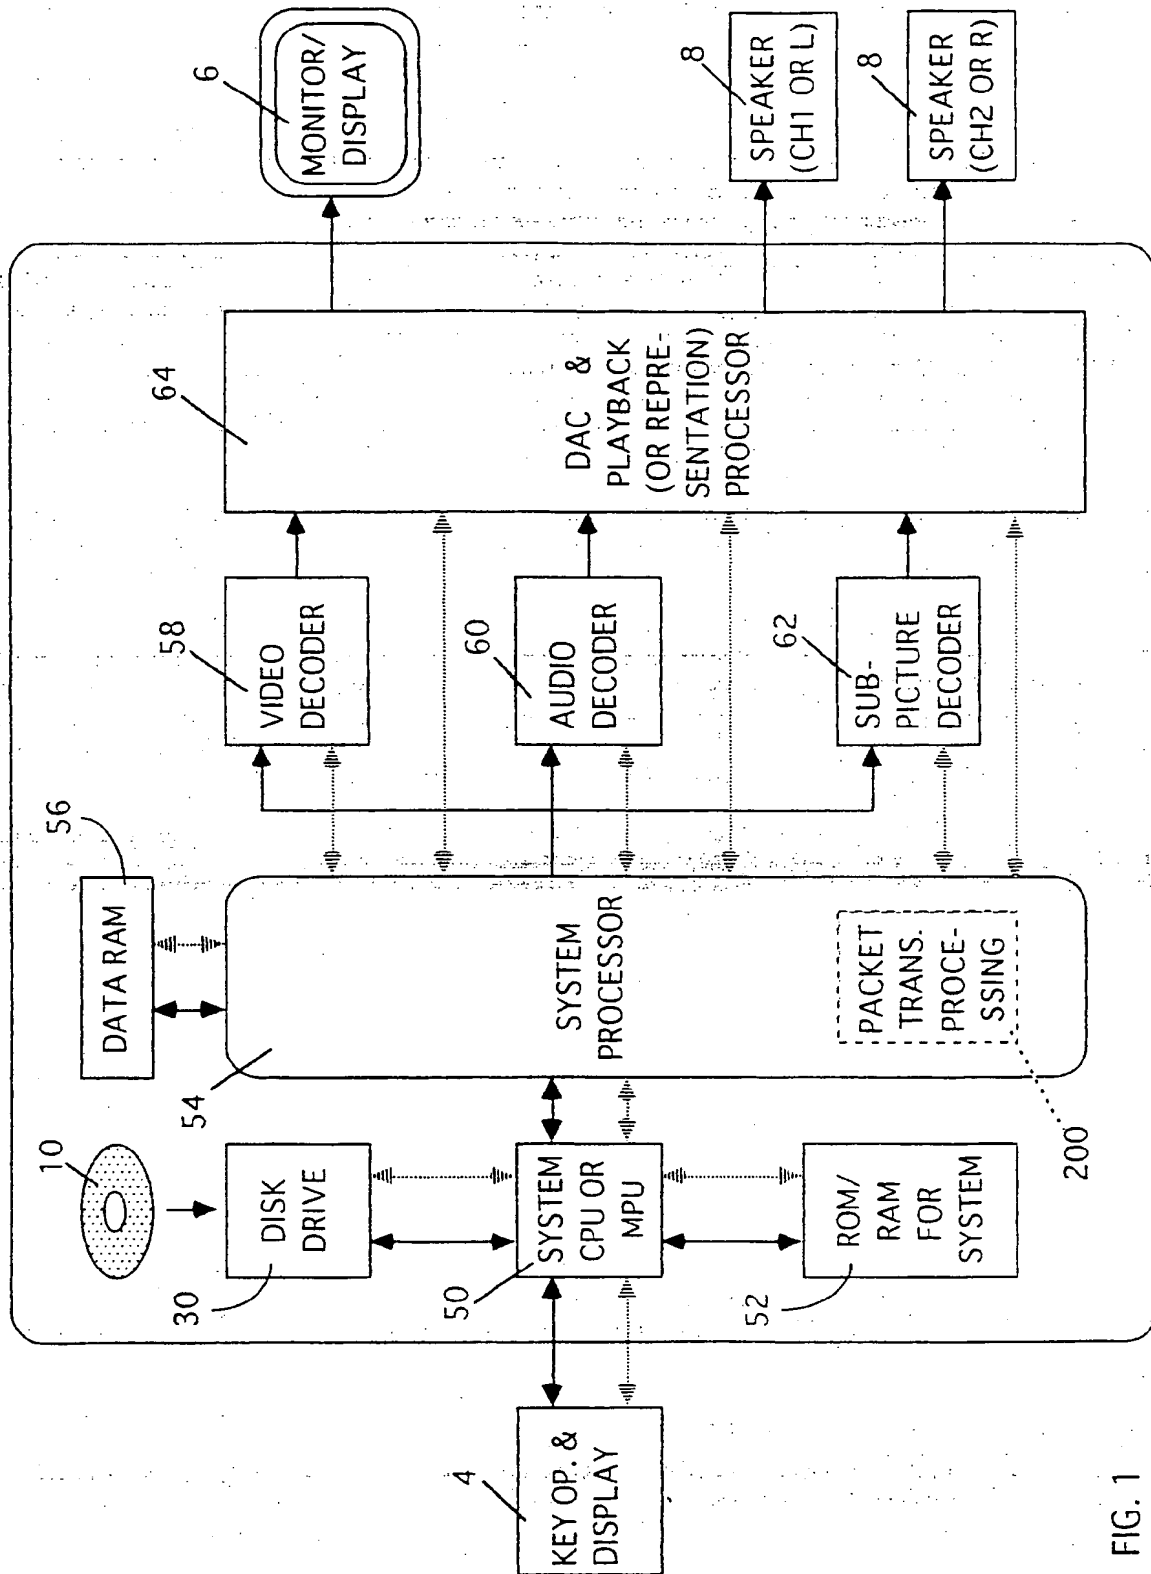 10
DISK
DRIVE
30
KEY OP. &
DISPLAY
4
SYSTEM
CPU OR
MPU
50
ROM/
RAM
FOR
SYSTEM
52
DATA RAM
56
54
SYSTEM
PROCESSOR
PACKET
TRANS.
PROCE-
SSING
200
VIDEO
DECODER
58
AUDIO
DECODER
60
SUB-
PICTURE
DECODER
62
64
DAC &
PLAYBACK
(OR REPRE-
SENTATION)
PROCESSOR
MONITOR/
DISPLAY
6
SPEAKER
(CH1 OR L)
8
SPEAKER
(CH2 OR R)
8
FIG. 1